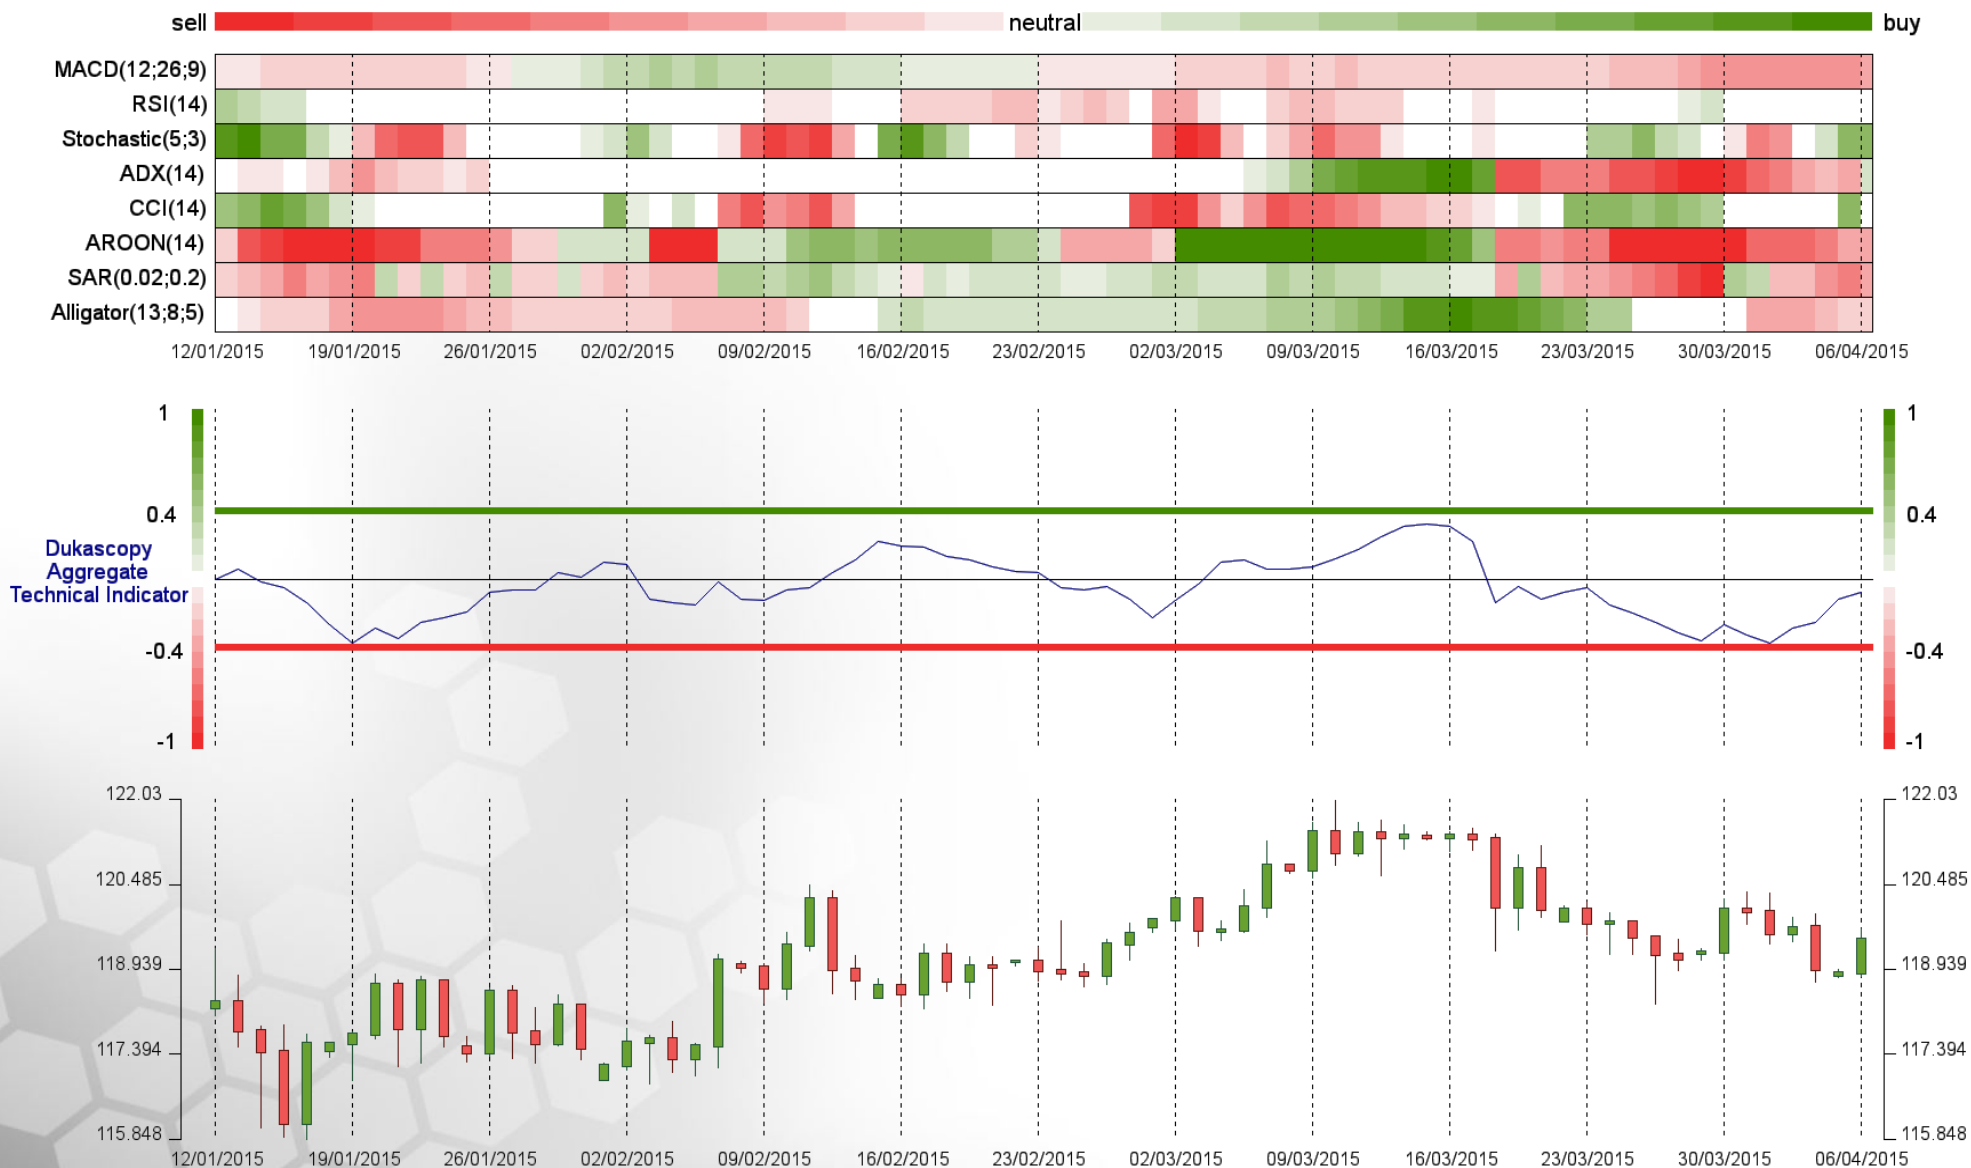 sell neutral buy
MACD(12;26;9)
RSI(14)
Stochastic(5;3)
ADX(14)
CCI(14)
AROON(14)
SAR(0.02;0.2)
Alligator(13;8;5)
12/01/2015 19/01/2015 26/01/2015 02/02/2015 09/02/2015 16/02/2015 23/02/2015 02/03/2015 09/03/2015 16/03/2015 23/03/2015 30/03/2015 06/04/2015
1 1
0.4 0.4
Dukascopy
Aggregate
Technical Indicator
-0.4 -0.4
-1 -1
122.03 122.03
120.485 120.485
118.939 118.939
117.394 117.394
115.848 115.848
12/01/2015 19/01/2015 26/01/2015 02/02/2015 09/02/2015 16/02/2015 23/02/2015 02/03/2015 09/03/2015 16/03/2015 23/03/2015 30/03/2015 06/04/2015